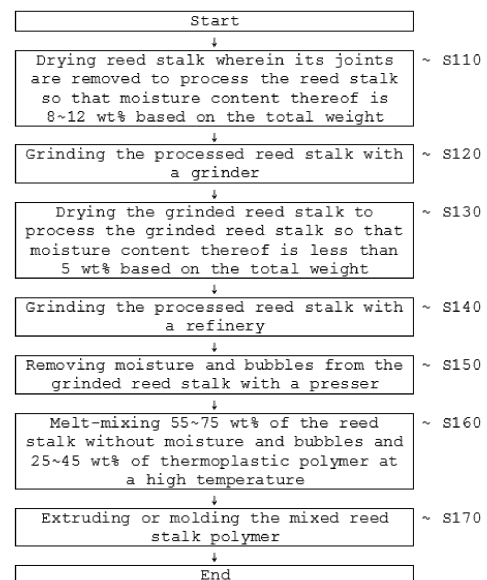 Start
↓
Drying reed stalk wherein its joints ~ S110
are removed to process the reed stalk
so that moisture content thereof is
8~12 wt% based on the total weight
↓
Grinding the processed reed stalk with ~ S120
a grinder
↓
Drying the grinded reed stalk to ~ S130
process the grinded reed stalk so that
moisture content thereof is less than
5 wt% based on the total weight
↓
Grinding the processed reed stalk with ~ S140
a refinery
↓
Removing moisture and bubbles from the ~ S150
grinded reed stalk with a presser
↓
Melt-mixing 55~75 wt% of the reed ~ S160
stalk without moisture and bubbles and
25~45 wt% of thermoplastic polymer at
a high temperature
↓
Extruding or molding the mixed reed ~ S170
stalk polymer
↓
End